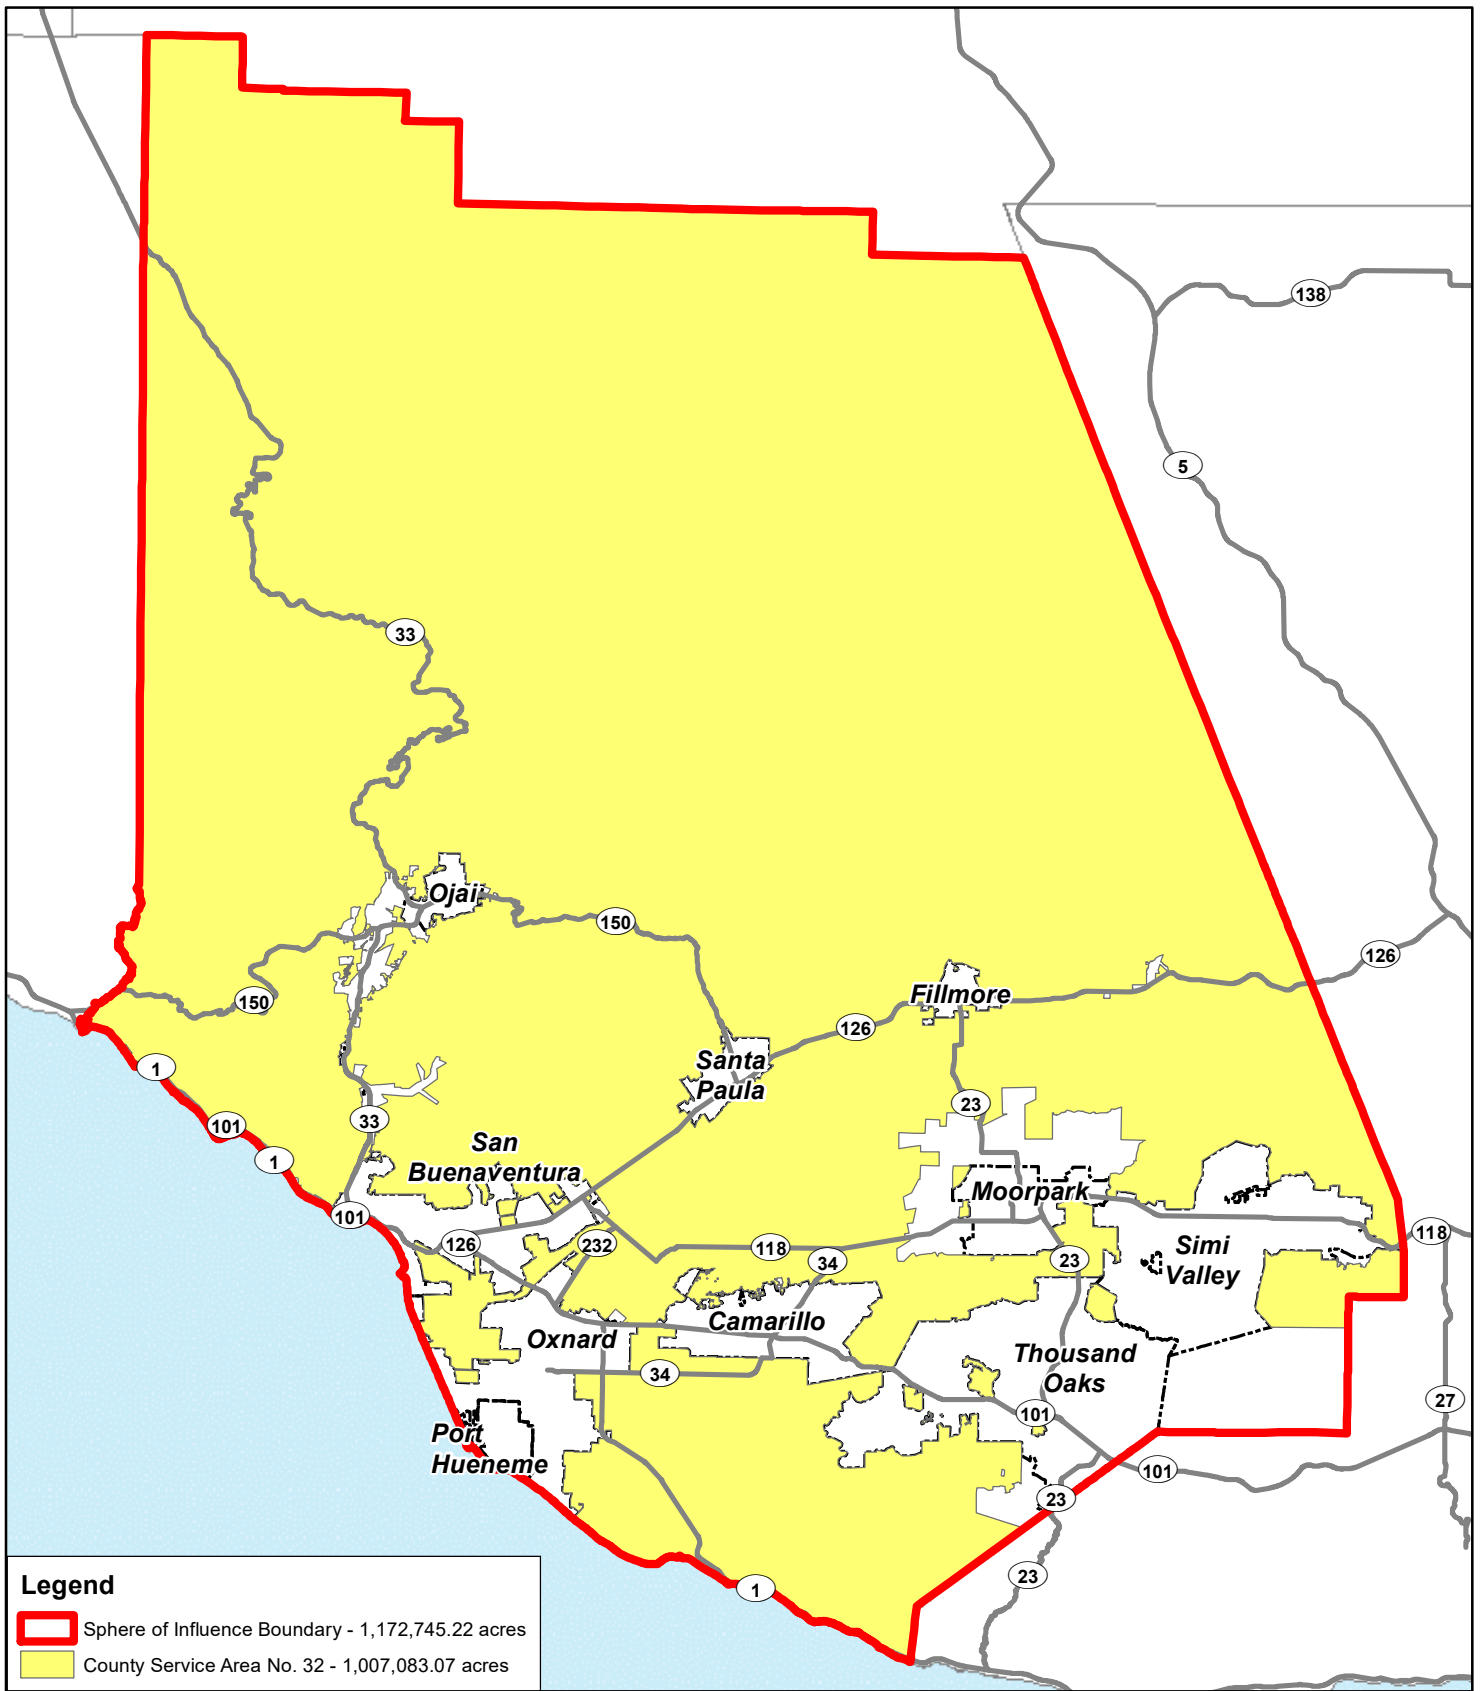 138
5
33
Ojai
150
126
150
Fillmore
126
Santa
Paula
1
23
101
33
1
San
Buenaventura
Moorpark
101
126
232
118
34
23
118
Simi
Valley
Camarillo
Oxnard
Thousand
Oaks
34
27
101
Port
Hueneme
101
23
23
1
Legend
Sphere of Influence Boundary - 1,172,745.22 acres
County Service Area No. 32 - 1,007,083.07 acres